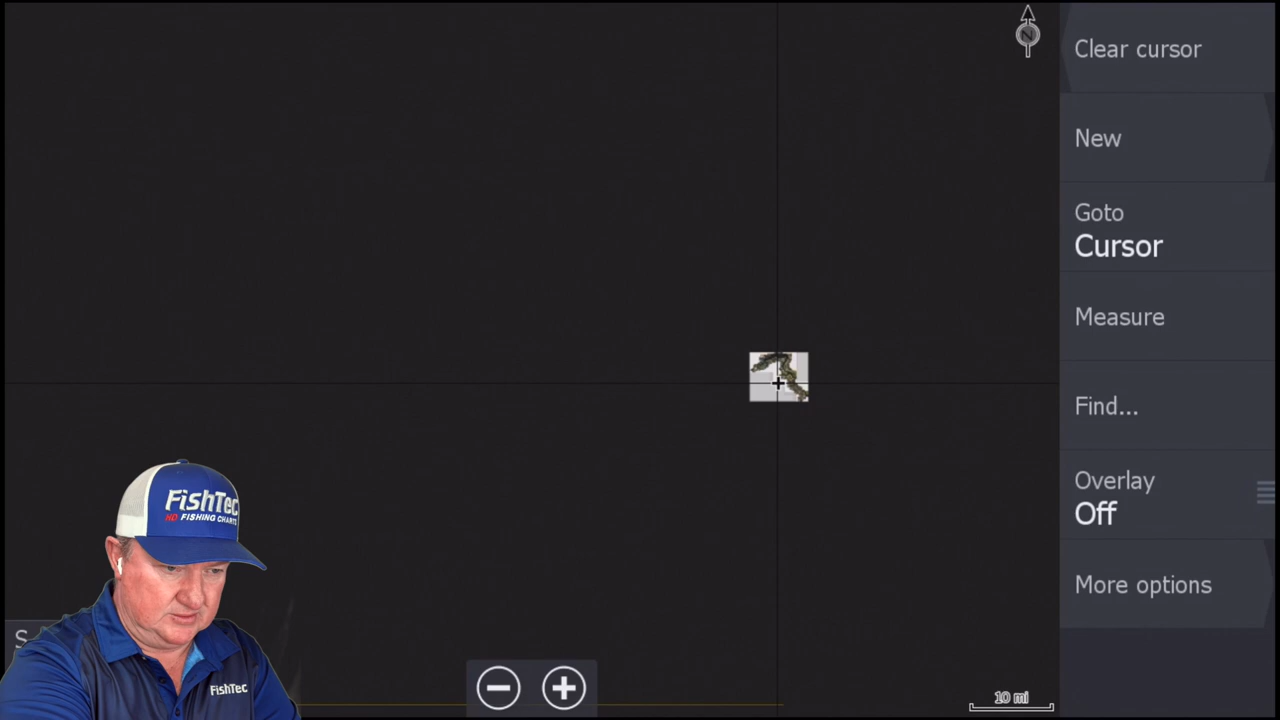 N
Clear cursor
New
Goto
Cursor
Measure
Find...
Overlay
Off
More options
FishTec
HD FISHING CHARTS
FishTec
S
10 mi